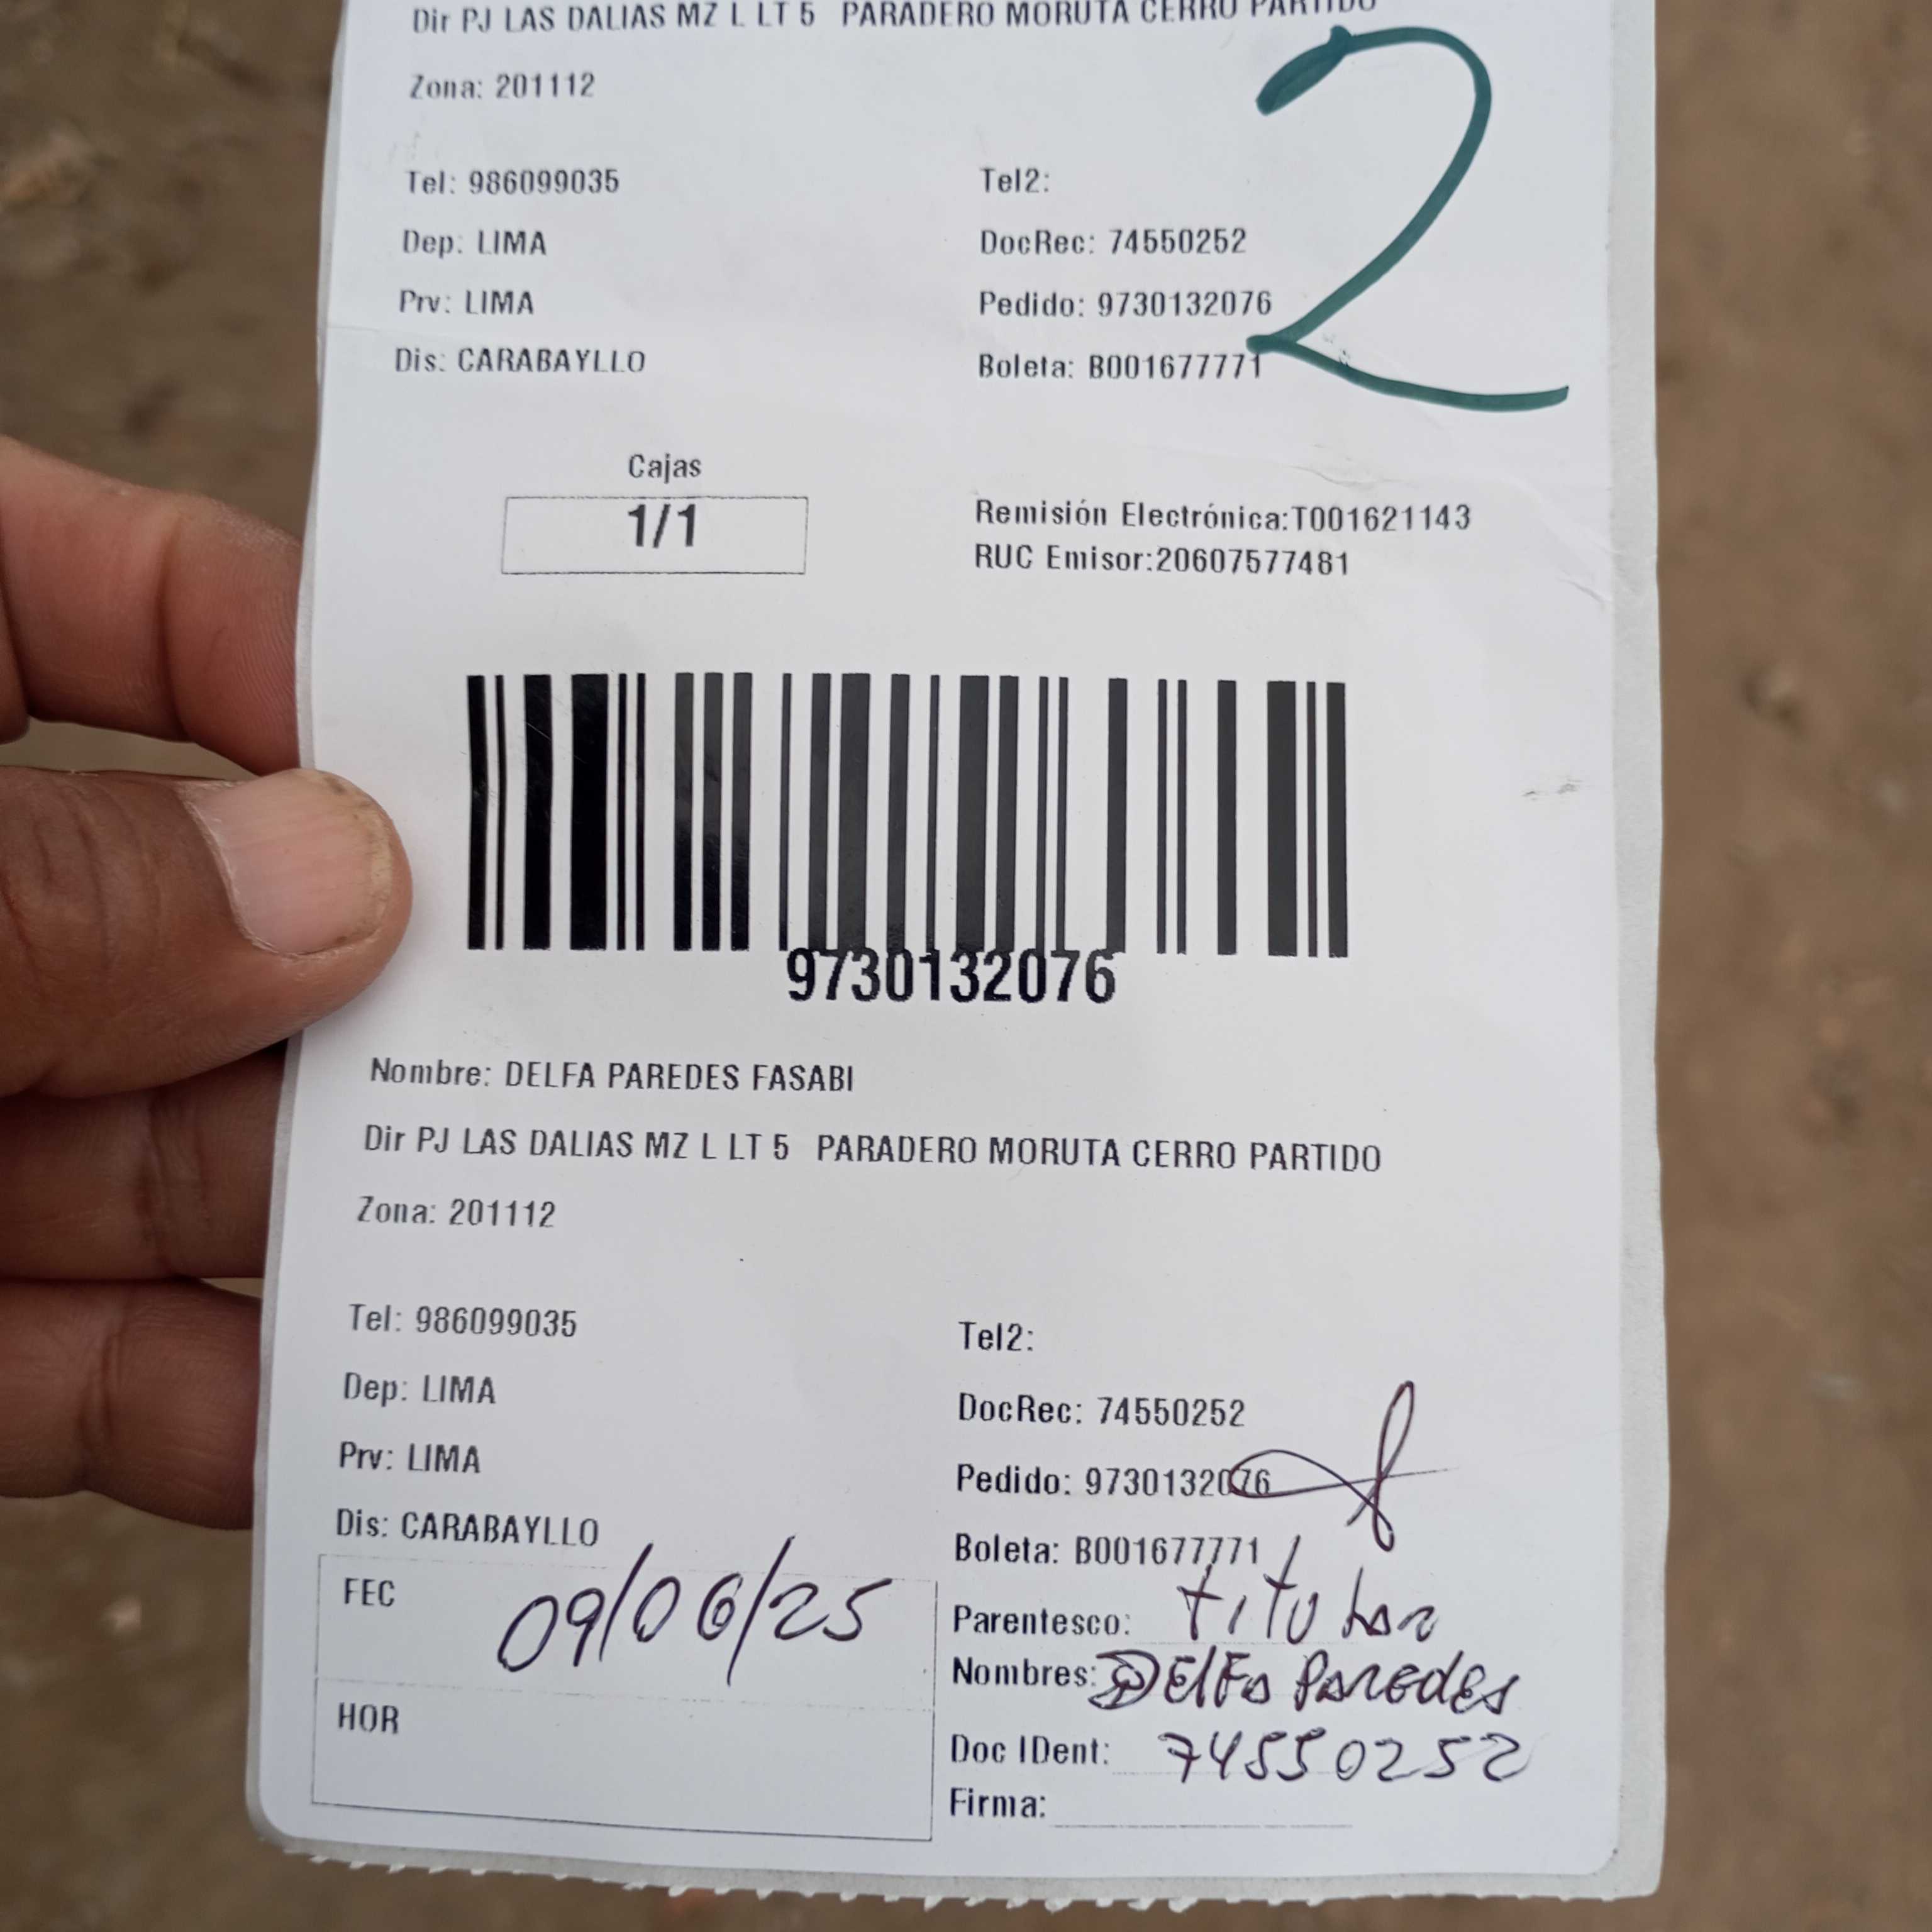 Dir PJ LAS DALIAS MZ L LT 5 PARADERO MORUTA CERRO PARTIDO
2
Zona: 201112
Tel: 986099035 Tel2:
Dep: LIMA DocRec: 74550252
Prv: LIMA Pedido: 9730132076
Dis: CARABAYLLO Boleta: B001677771
Cajas
1/1
Remisión Electrónica:T001621143
RUC Emisor:20607577481
9730132076
Nombre: DELFA PAREDES FASABI
Dir PJ LAS DALIAS MZ L LT 5 PARADERO MORUTA CERRO PARTIDO
Zona: 201112
Tel: 986099035 Tel2:
Dep: LIMA DocRec: 74550252
Prv: LIMA Pedido: 9730132076
Dis: CARABAYLLO Boleta: B001677771
FEC 09/06/25
HOR
Parentesco: titular
Nombres: DElFa Paredes
Doc IDent: 74550252
Firma: